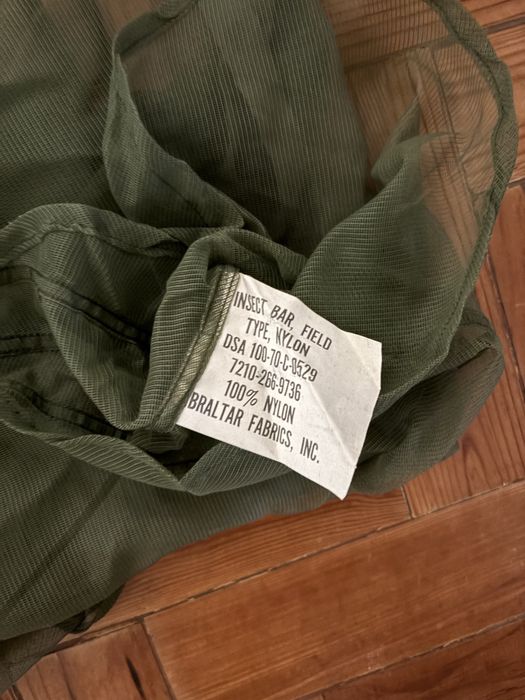 INSECT BAR, FIELD
TYPE, NYLON
DSA 100-70-C-0529
7210-266-9736
100% NYLON
BRALTAR FABRICS, INC.